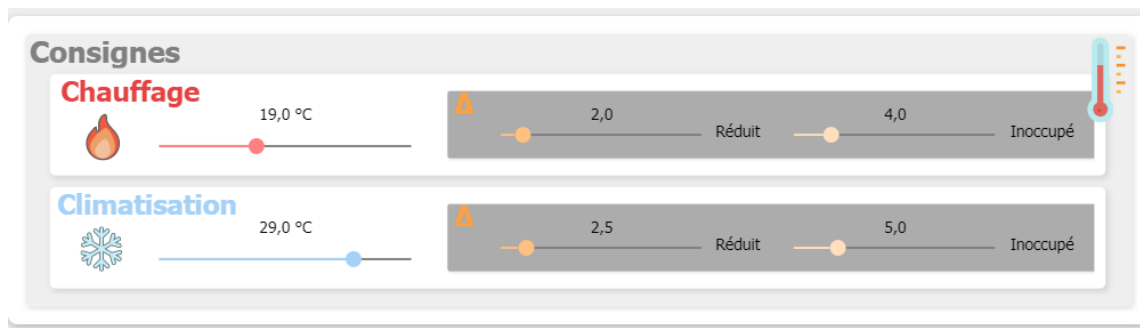 Consignes
Chauffage
19,0 °C
Δ
2,0
Réduit
4,0
Inoccupé
Climatisation
29,0 °C
Δ
2,5
Réduit
5,0
Inoccupé